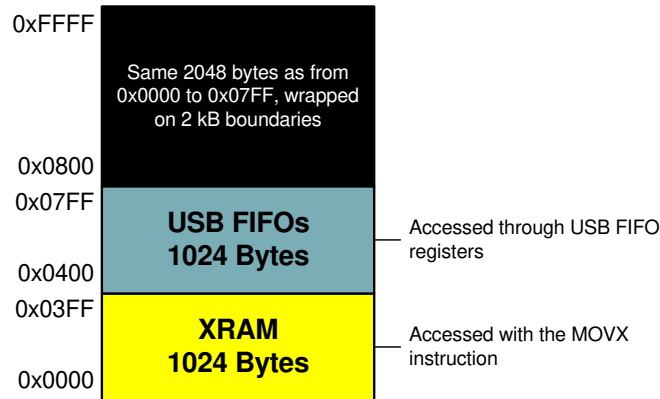 0xFFFF
Same 2048 bytes as from
0x0000 to 0x07FF, wrapped
on 2 kB boundaries
0x0800
0x07FF
USB FIFOs
1024 Bytes
Accessed through USB FIFO
registers
0x0400
0x03FF
XRAM
1024 Bytes
Accessed with the MOVX
instruction
0x0000